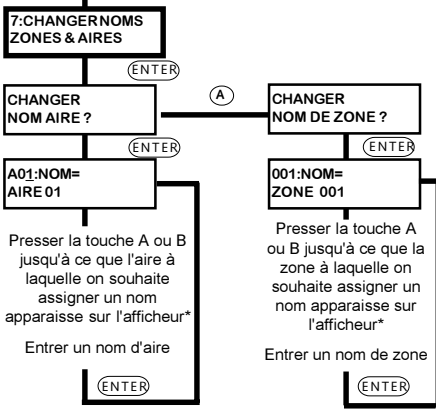 7:CHANGER NOMS
ZONES & AIRES
ENTER
CHANGER
NOM AIRE ?
A
CHANGER
NOM DE ZONE ?
ENTER
ENTER
A01:NOM=
AIRE 01
001:NOM=
ZONE 001
Presser la touche A ou B
jusqu'à ce que l'aire à
laquelle on souhaite
assigner un nom
apparaisse sur l'afficheur*
Entrer un nom d'aire
ENTER
Presser la touche A
ou B jusqu'à ce que la
zone à laquelle on
souhaite assigner un
nom apparaisse sur
l'afficheur*
Entrer un nom de zone
ENTER